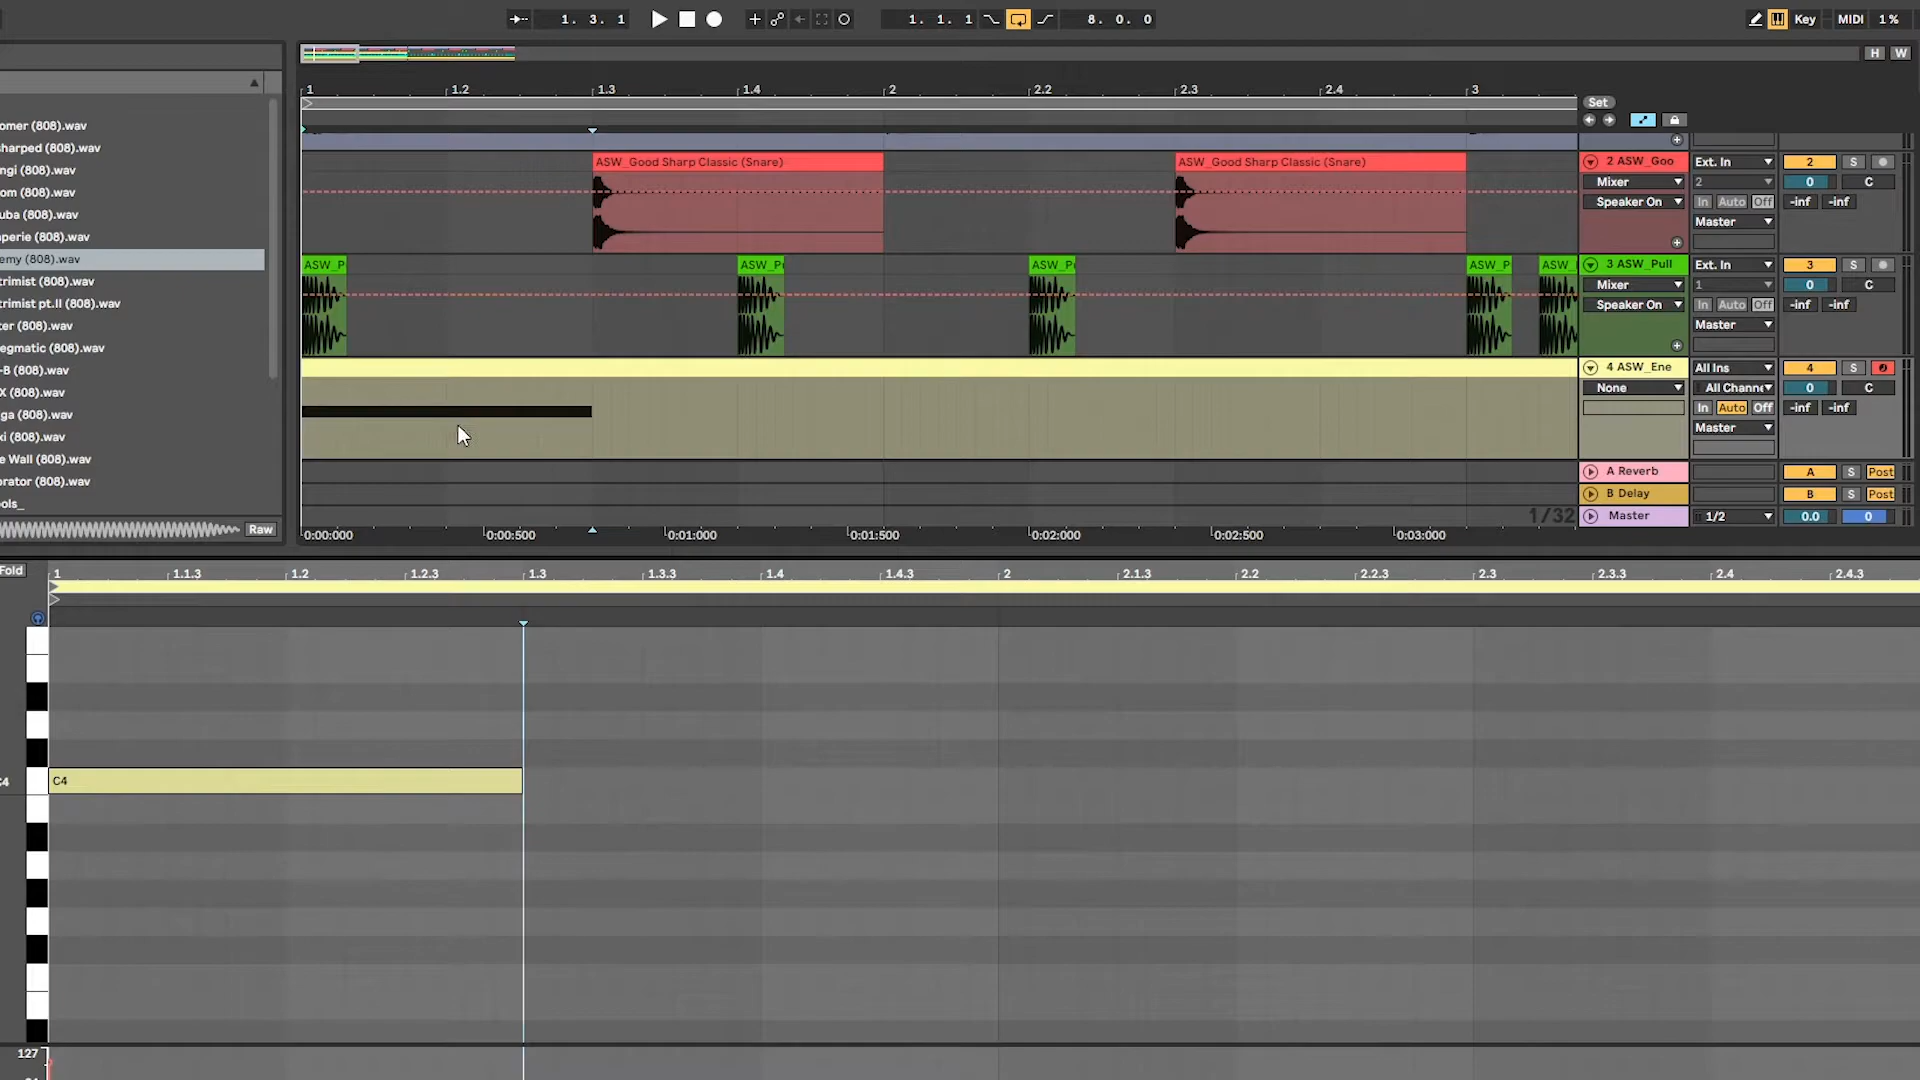 1. 3. 1
1. 1. 1
8. 0. 0
Key
MIDI
1 %
H
W
1
1.2
1.3
1.4
2
2.2
2.3
2.4
3
Set
omer (808).wav
harped (808).wav
ngi (808).wav
om (808).wav
uba (808).wav
perie (808).wav
emy (808).wav
trimist (808).wav
trimist pt.II (808).wav
ter (808).wav
egmatic (808).wav
-B (808).wav
X (808).wav
ga (808).wav
xi (808).wav
e Wall (808).wav
orator (808).wav
ools_
Raw
ASW_Good Sharp Classic (Snare)
ASW_Good Sharp Classic (Snare)
2 ASW_Goo
Ext. In
2
S
Mixer
2
0
C
Speaker On
In
Auto
Off
-inf
-inf
Master
ASW_P
ASW_P
ASW_P
ASW_P
ASW_
3 ASW_Pull
Ext. In
3
S
Mixer
1
0
C
Speaker On
In
Auto
Off
-inf
-inf
Master
4 ASW_Ene
All Ins
4
S
None
All Channe
0
C
In
Auto
Off
-inf
-inf
Master
A Reverb
A
S
Post
B Delay
B
S
Post
1/32
Master
1/2
0.0
0
0:00:000
0:00:500
0:01:000
0:01:500
0:02:000
0:02:500
0:03:000
Fold
1
1.1.3
1.2
1.2.3
1.3
1.3.3
1.4
1.4.3
2
2.1.3
2.2
2.2.3
2.3
2.3.3
2.4
2.4.3
C4
C4
127